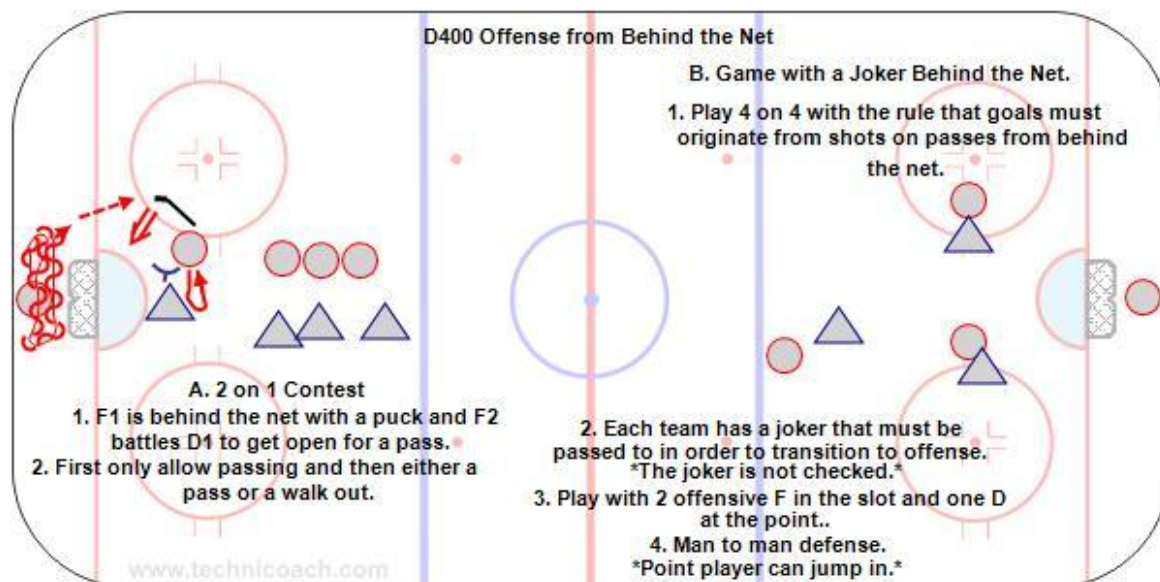 D400 Offense from Behind the Net
B. Game with a Joker Behind the Net.
1. Play 4 on 4 with the rule that goals must
originate from shots on passes from behind
the net.
A. 2 on 1 Contest
1. F1 is behind the net with a puck and F2
battles D1 to get open for a pass.
2. First only allow passing and then either a
pass or a walk out.
2. Each team has a joker that must be
passed to in order to transition to offense.
*The joker is not checked.*
3. Play with 2 offensive F in the slot and one D
at the point..
4. Man to man defense.
*Point player can jump in.*
www.technicoach.com